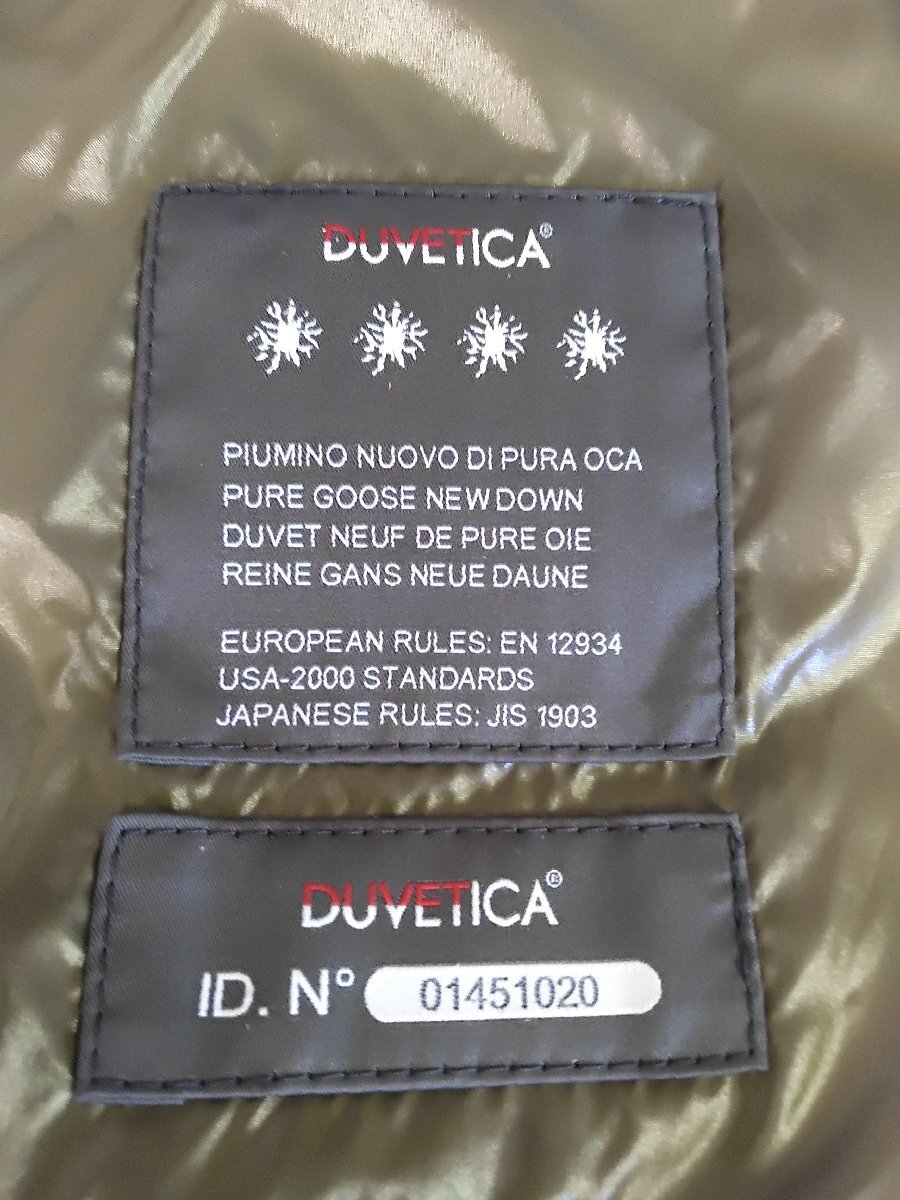 DUVETICA®
PIUMINO NUOVO DI PURA OCA
PURE GOOSE NEW DOWN
DUVET NEUF DE PURE OIE
REINE GANS NEUE DAUNE
EUROPEAN RULES: EN 12934
USA-2000 STANDARDS
JAPANESE RULES: JIS 1903
DUVETICA®
ID. N° 01451020